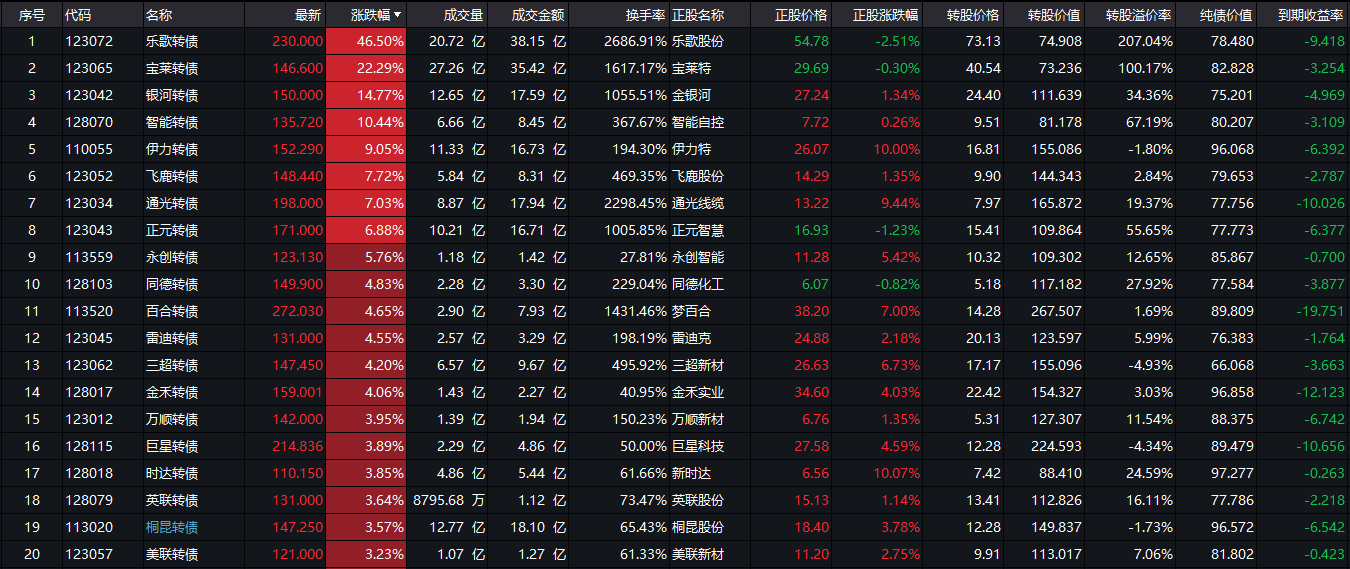 序号 代码 名称 最新 涨跌幅▼ 成交量 成交金额 换手率 正股名称 正股价格 正股涨跌幅 转股价格 转股价值 转股溢价率 纯债价值 到期收益率
1 123072 乐歌转债 230.000 46.50% 20.72 亿 38.15 亿 2686.91% 乐歌股份 54.78 -2.51% 73.13 74.908 207.04% 78.480 -9.418
2 123065 宝莱转债 146.600 22.29% 27.26 亿 35.42 亿 1617.17% 宝莱特 29.69 -0.30% 40.54 73.236 100.17% 82.828 -3.254
3 123042 银河转债 150.000 14.77% 12.65 亿 17.59 亿 1055.51% 金银河 27.24 1.34% 24.40 111.639 34.36% 75.201 -4.969
4 128070 智能转债 135.720 10.44% 6.66 亿 8.45 亿 367.67% 智能自控 7.72 0.26% 9.51 81.178 67.19% 80.207 -3.109
5 110055 伊力转债 152.290 9.05% 11.33 亿 16.73 亿 194.30% 伊力特 26.07 10.00% 16.81 155.086 -1.80% 96.068 -6.392
6 123052 飞鹿转债 148.440 7.72% 5.84 亿 8.31 亿 469.35% 飞鹿股份 14.29 1.35% 9.90 144.343 2.84% 79.653 -2.787
7 123034 通光转债 198.000 7.03% 8.87 亿 17.94 亿 2298.45% 通光线缆 13.22 9.44% 7.97 165.872 19.37% 77.756 -10.026
8 123043 正元转债 171.000 6.88% 10.21 亿 16.71 亿 1005.85% 正元智慧 16.93 -1.23% 15.41 109.864 55.65% 77.773 -6.377
9 113559 永创转债 123.130 5.76% 1.18 亿 1.42 亿 27.81% 永创智能 11.28 5.42% 10.32 109.302 12.65% 85.867 -0.700
10 128103 同德转债 149.900 4.83% 2.28 亿 3.30 亿 229.04% 同德化工 6.07 -0.82% 5.18 117.182 27.92% 77.584 -3.877
11 113520 百合转债 272.030 4.65% 2.90 亿 7.93 亿 1431.46% 梦百合 38.20 7.00% 14.28 267.507 1.69% 89.809 -19.751
12 123045 雷迪转债 131.000 4.55% 2.57 亿 3.29 亿 198.19% 雷迪克 24.88 2.18% 20.13 123.597 5.99% 76.383 -1.764
13 123062 三超转债 147.450 4.20% 6.57 亿 9.67 亿 495.92% 三超新材 26.63 6.73% 17.17 155.096 -4.93% 66.068 -3.663
14 128017 金禾转债 159.001 4.06% 1.43 亿 2.27 亿 40.95% 金禾实业 34.60 4.03% 22.42 154.327 3.03% 96.858 -12.123
15 123012 万顺转债 142.000 3.95% 1.39 亿 1.94 亿 150.23% 万顺新材 6.76 1.35% 5.31 127.307 11.54% 88.375 -6.742
16 128115 巨星转债 214.836 3.89% 2.29 亿 4.86 亿 50.00% 巨星科技 27.58 4.59% 12.28 224.593 -4.34% 89.479 -10.656
17 128018 时达转债 110.150 3.85% 4.86 亿 5.44 亿 61.66% 新时达 6.56 10.07% 7.42 88.410 24.59% 97.277 -0.263
18 128079 英联转债 131.000 3.64% 8795.68 万 1.12 亿 73.47% 英联股份 15.13 1.14% 13.41 112.826 16.11% 77.786 -2.218
19 113020 桐昆转债 147.250 3.57% 12.77 亿 18.10 亿 65.43% 桐昆股份 18.40 3.78% 12.28 149.837 -1.73% 96.572 -6.542
20 123057 美联转债 121.000 3.23% 1.07 亿 1.27 亿 61.33% 美联新材 11.20 2.75% 9.91 113.017 7.06% 81.802 -0.423